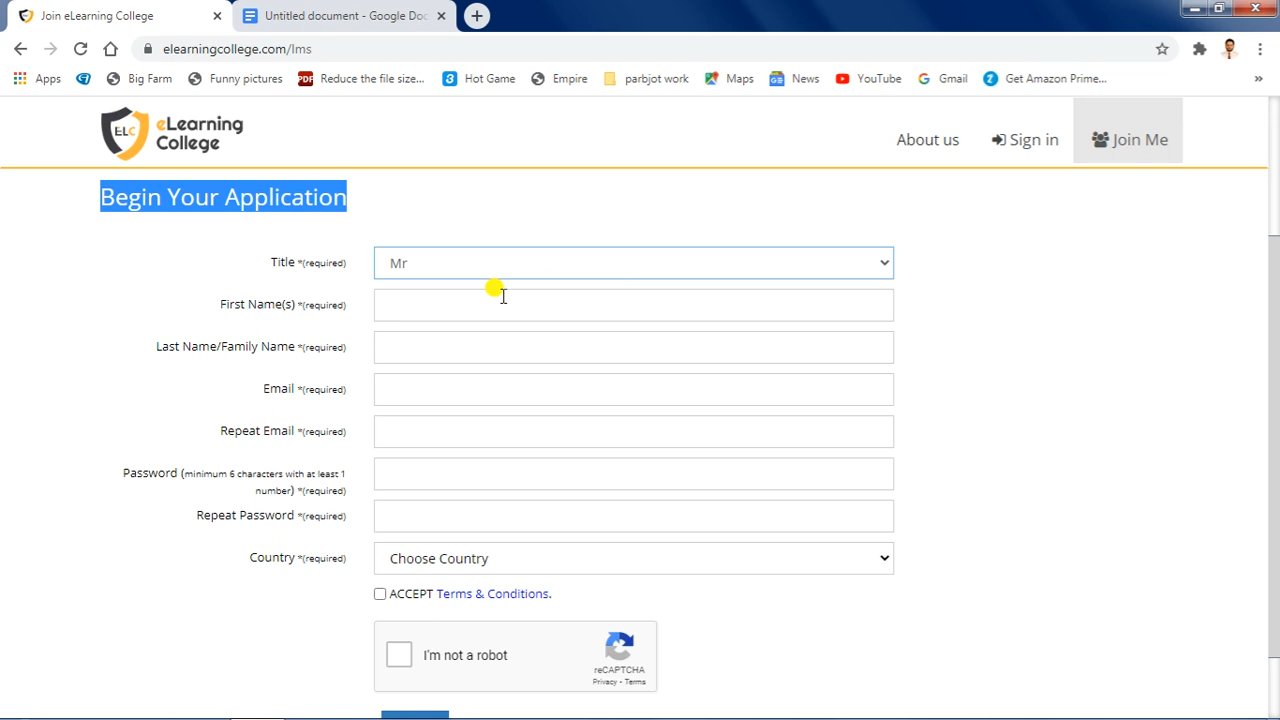 Join eLearning College
Untitled document - Google Doc
elearningcollege.com/lms
Apps Big Farm Funny pictures Reduce the file size... Hot Game Empire parbjot work Maps News YouTube Gmail Get Amazon Prime... »
ELC eLearning College
About us Sign in Join Me
Begin Your Application
Title *(required) Mr
First Name(s) *(required)
Last Name/Family Name *(required)
Email *(required)
Repeat Email *(required)
Password (minimum 6 characters with at least 1
number) *(required)
Repeat Password *(required)
Country *(required) Choose Country
ACCEPT Terms & Conditions.
I'm not a robot
reCAPTCHA
Privacy - Terms